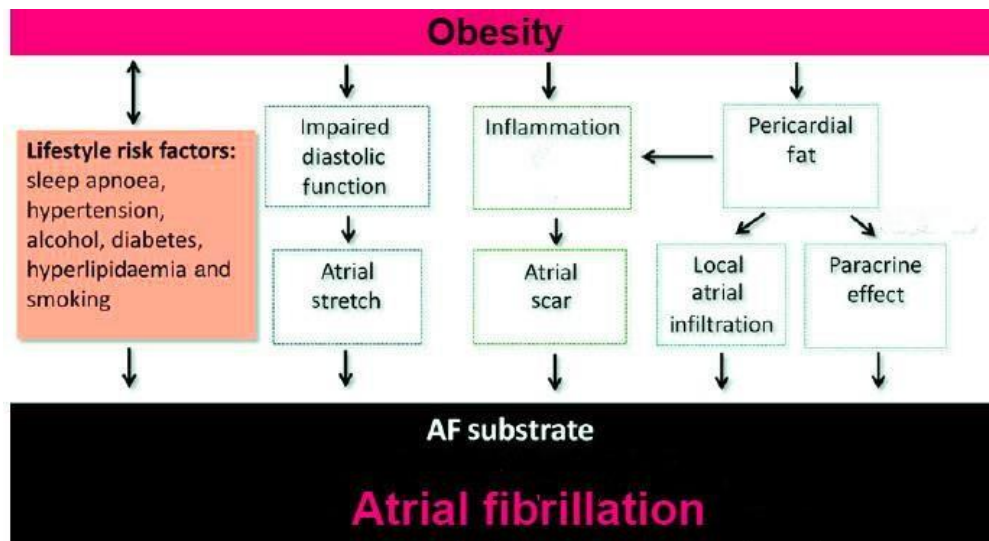 Obesity
Lifestyle risk factors:
sleep apnoea,
hypertension,
alcohol, diabetes,
hyperlipidaemia and
smoking
Impaired
diastolic
function
Inflammation
Pericardial
fat
Atrial
stretch
Atrial
scar
Local
atrial
infiltration
Paracrine
effect
AF substrate
Atrial fibrillation